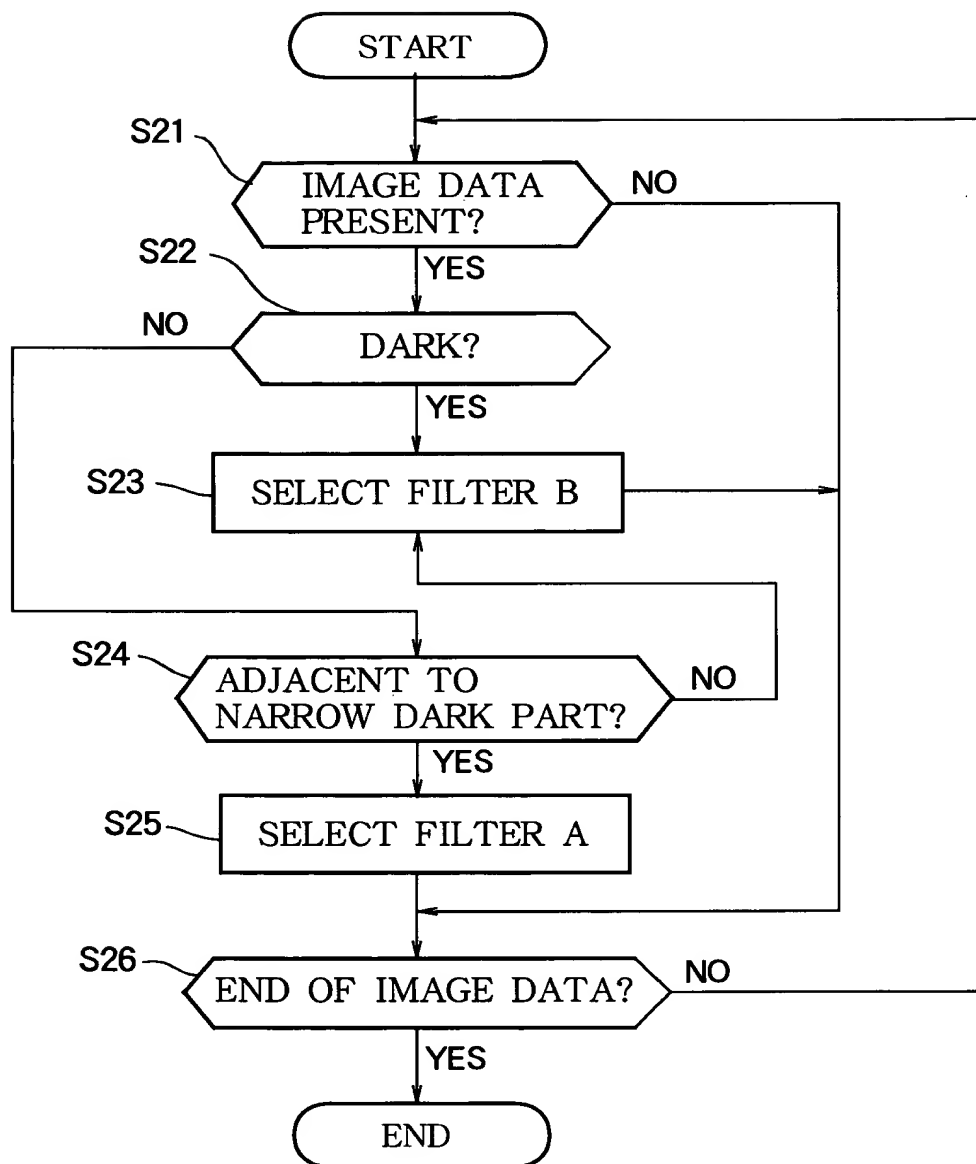 START
S21
IMAGE DATA
PRESENT?
NO
YES
S22
NO
DARK?
YES
S23
SELECT FILTER B
S24
ADJACENT TO
NARROW DARK PART?
NO
YES
S25
SELECT FILTER A
S26
END OF IMAGE DATA?
NO
YES
END